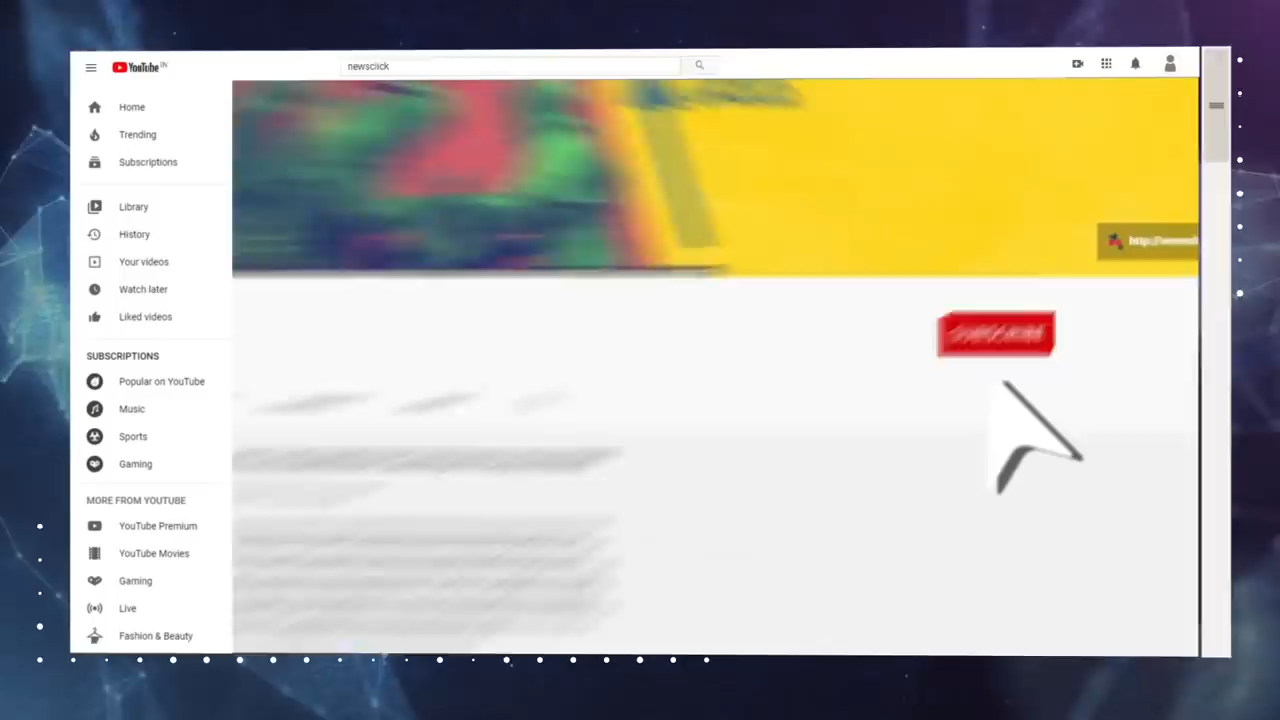 YouTube IN
newsclick
Home
Trending
Subscriptions
Library
History
Your videos
Watch later
Liked videos
SUBSCRIPTIONS
Popular on YouTube
Music
Sports
Gaming
MORE FROM YOUTUBE
YouTube Premium
YouTube Movies
Gaming
Live
Fashion & Beauty
SUBSCRIBE